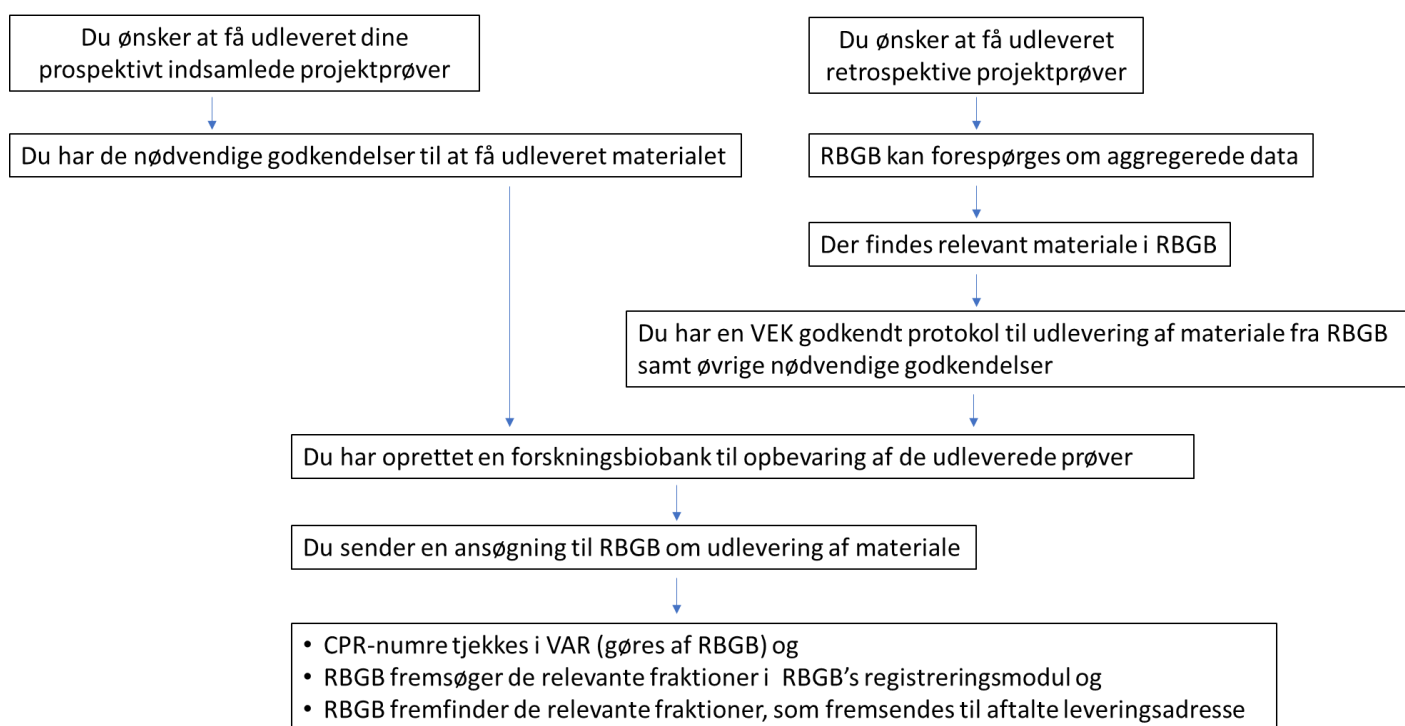 Du ønsker at få udleveret dine
prospektivt indsamlede projektprøver
Du har de nødvendige godkendelser til at få udleveret materialet
Du ønsker at få udleveret
retrospektive projektprøver
RBGB kan forespørges om aggregerede data
Der findes relevant materiale i RBGB
Du har en VEK godkendt protokol til udlevering af materiale fra RBGB
samt øvrige nødvendige godkendelser
Du har oprettet en forskningsbiobank til opbevaring af de udleverede prøver
Du sender en ansøgning til RBGB om udlevering af materiale
• CPR-numre tjekkes i VAR (gøres af RBGB) og
• RBGB fremsøger de relevante fraktioner i RBGB’s registreringsmodul og
• RBGB fremfinder de relevante fraktioner, som fremsendes til aftalte leveringsadresse